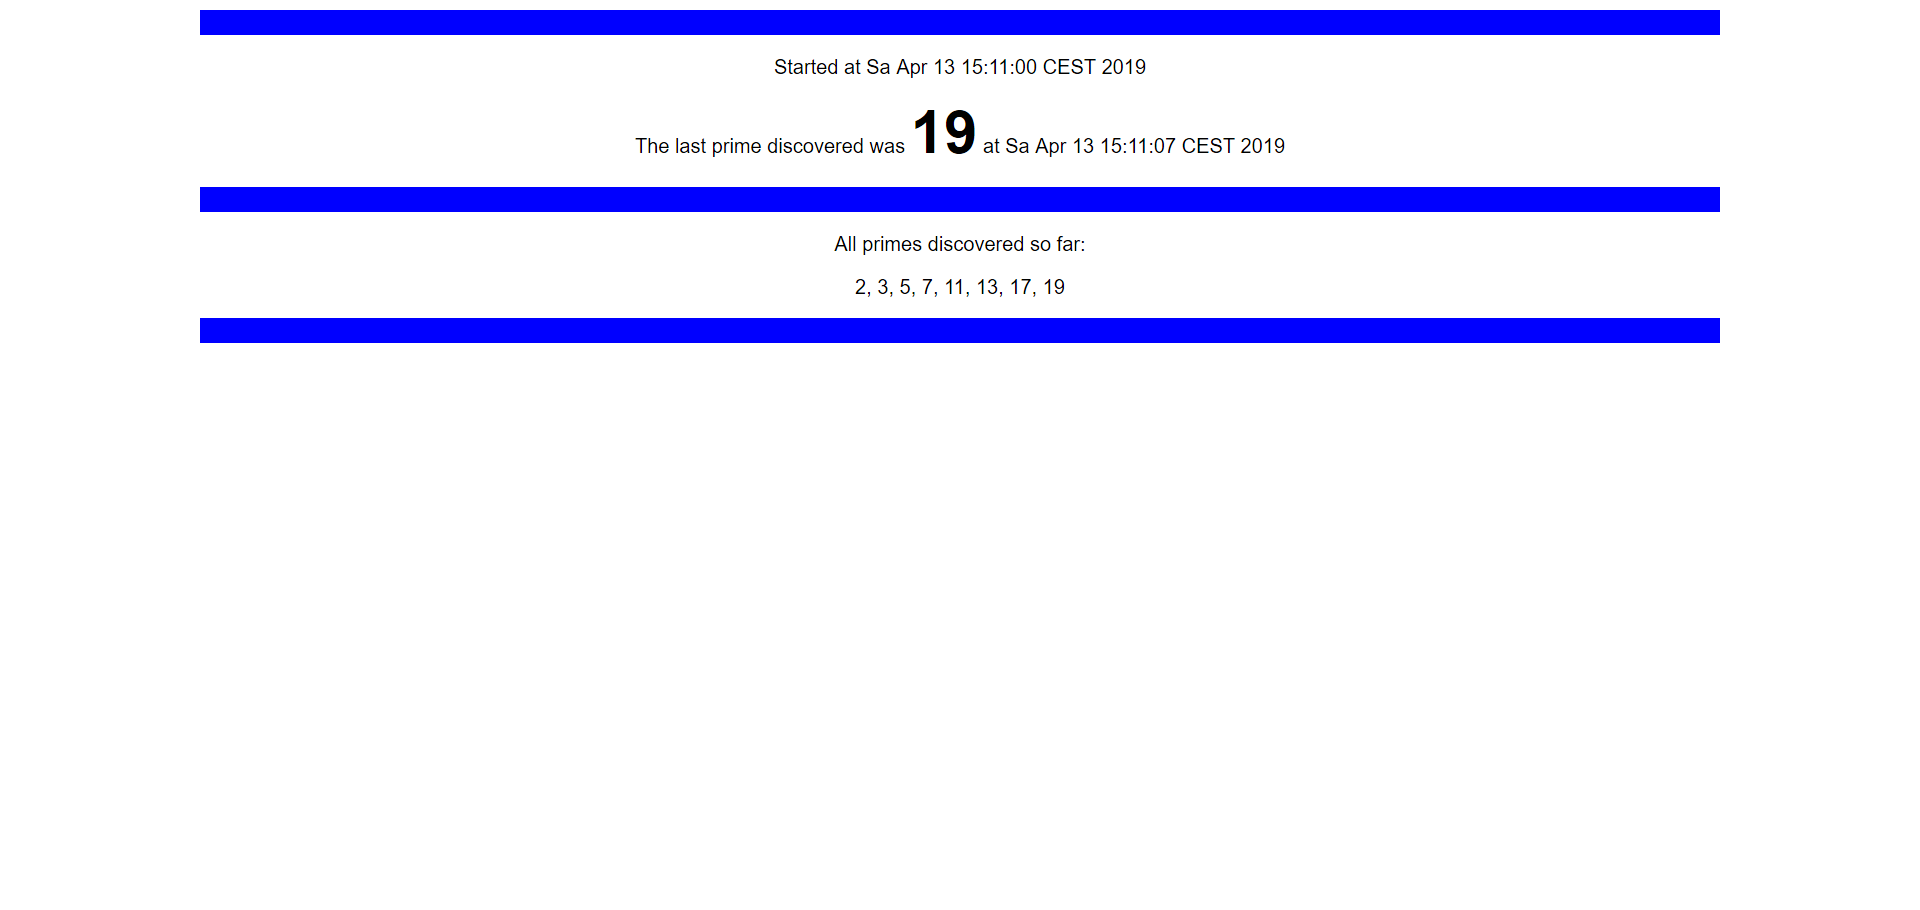 Started at Sa Apr 13 15:11:00 CEST 2019
The last prime discovered was 19 at Sa Apr 13 15:11:07 CEST 2019
All primes discovered so far:
2, 3, 5, 7, 11, 13, 17, 19